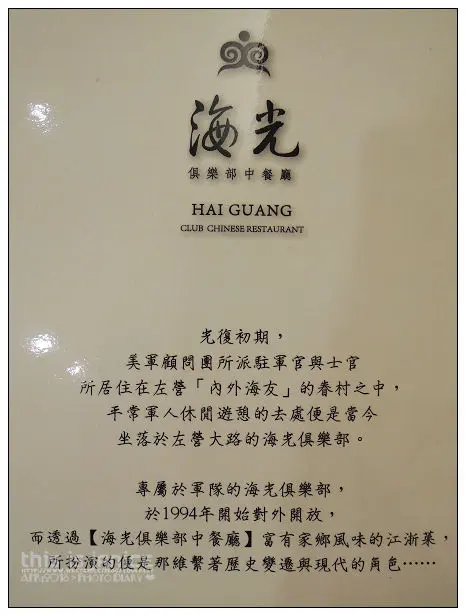 海光
俱樂部中餐廳
HAI GUANG
CLUB CHINESE RESTAURANT
光復初期，
美軍顧問團所派駐軍官與士官
所居住在左營「內外海友」的眷村之中，
平常軍人休閒遊憩的去處便是當今
坐落於左營大路的海光俱樂部。
專屬於軍隊的海光俱樂部，
於1994年開始對外開放，
而透過【海光俱樂部中餐廳】富有家鄉風味的江浙菜，
所扮演的便是那維繫著歷史變遷與現代的角色……
PHOTO DIARY